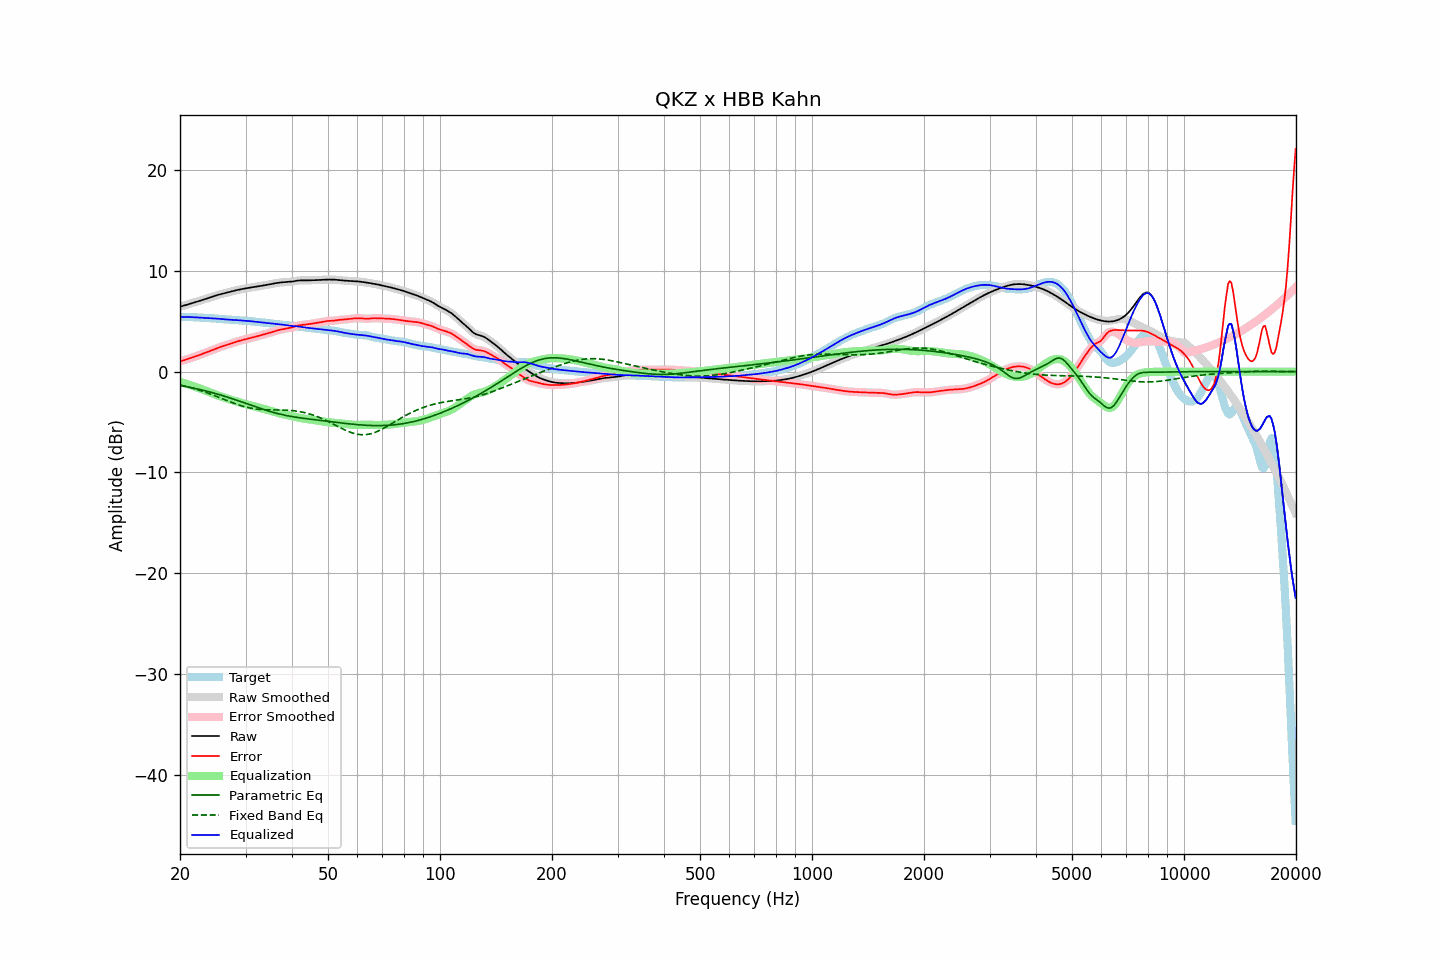 QKZ x HBB Kahn
20
10
0
−10
−20
−30
−40
Amplitude (dBr)
Target
Raw Smoothed
Error Smoothed
Raw
Error
Equalization
Parametric Eq
Fixed Band Eq
Equalized
20 50 100 200 500 1000 2000 5000 10000 20000
Frequency (Hz)